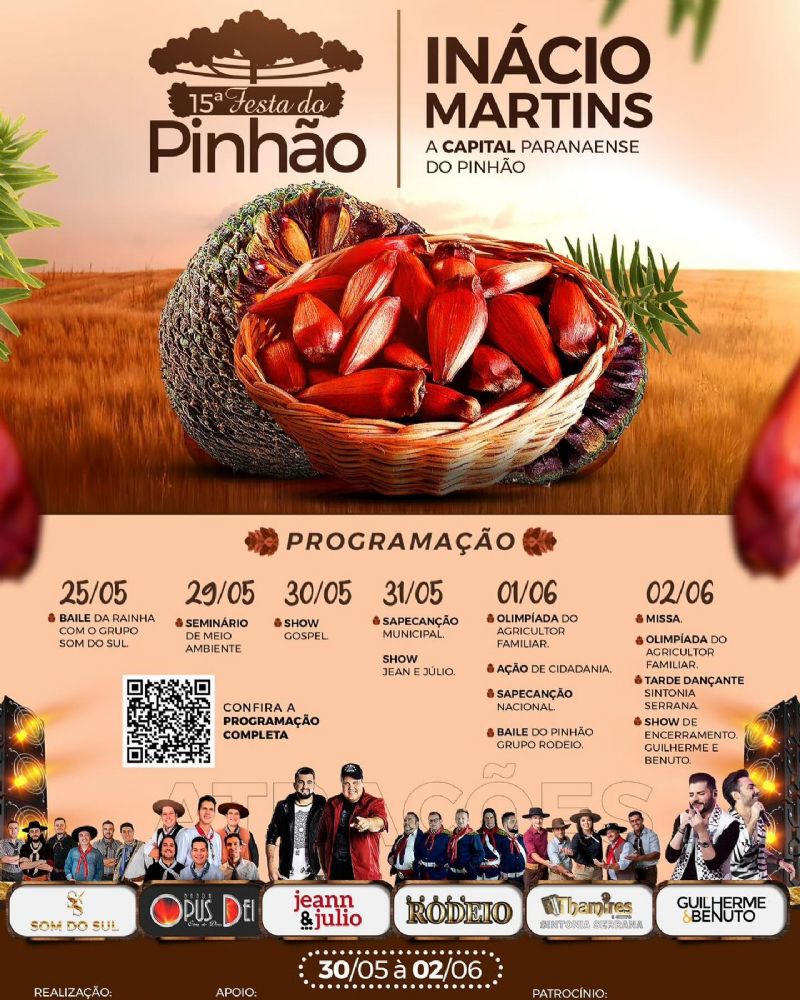 15ª Festa do
Pinhão
INÁCIO
MARTINS
A CAPITAL PARANAENSE
DO PINHÃO
PROGRAMAÇÃO
25/05
BAILE DA RAINHA
COM O GRUPO
SOM DO SUL.
29/05
SEMINÁRIO
DE MEIO
AMBIENTE
30/05
SHOW
GOSPEL.
31/05
SAPECANÇÃO
MUNICIPAL.
SHOW
JEAN E JÚLIO.
01/06
OLIMPÍADA DO
AGRICULTOR
FAMILIAR.
AÇÃO DE CIDADANIA.
SAPECANÇÃO
NACIONAL.
BAILE DO PINHÃO
GRUPO RODEIO.
02/06
MISSA.
OLIMPÍADA DO
AGRICULTOR
FAMILIAR.
TARDE DANÇANTE
SINTONIA
SERRANA.
SHOW DE
ENCERRAMENTO.
GUILHERME E
BENUTO.
CONFIRA A
PROGRAMAÇÃO
COMPLETA
ATRAÇÕES
SOM DO SUL
BANDA
OPUS DEI
jeann
& julio
RODEIO
Thamires
SINTONIA SERRANA
GUILHERME
& BENUTO
30/05 à 02/06
REALIZAÇÃO:
APOIO:
PATROCÍNIO: